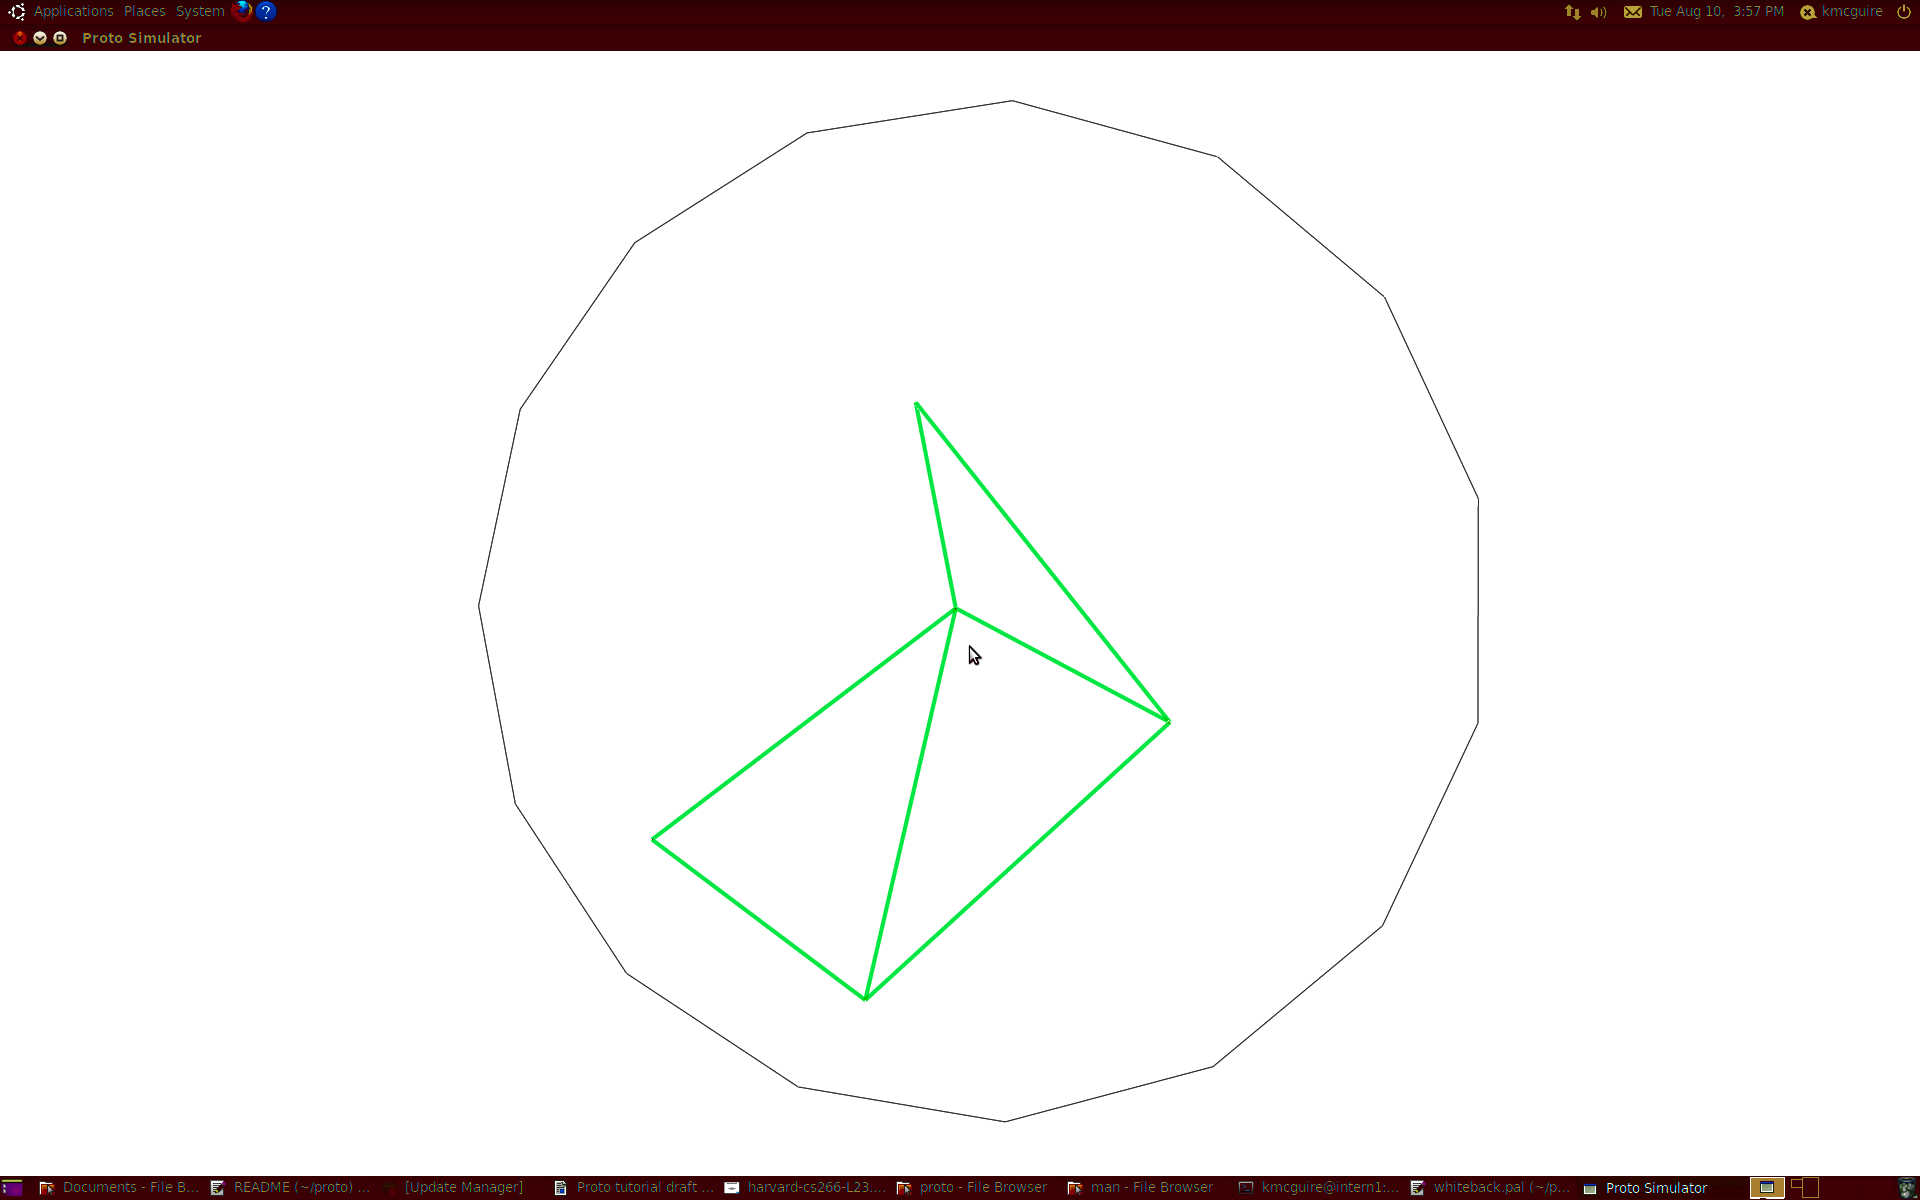 Applications Places System ? Tue Aug 10, 3:57 PM kmcguire
Proto Simulator
Documents - File B... README (~/proto) ... [Update Manager] Proto tutorial draft ... harvard-cs266-L23.... proto - File Browser man - File Browser kmcguire@intern1:... whiteback.pal (~/p... Proto Simulator